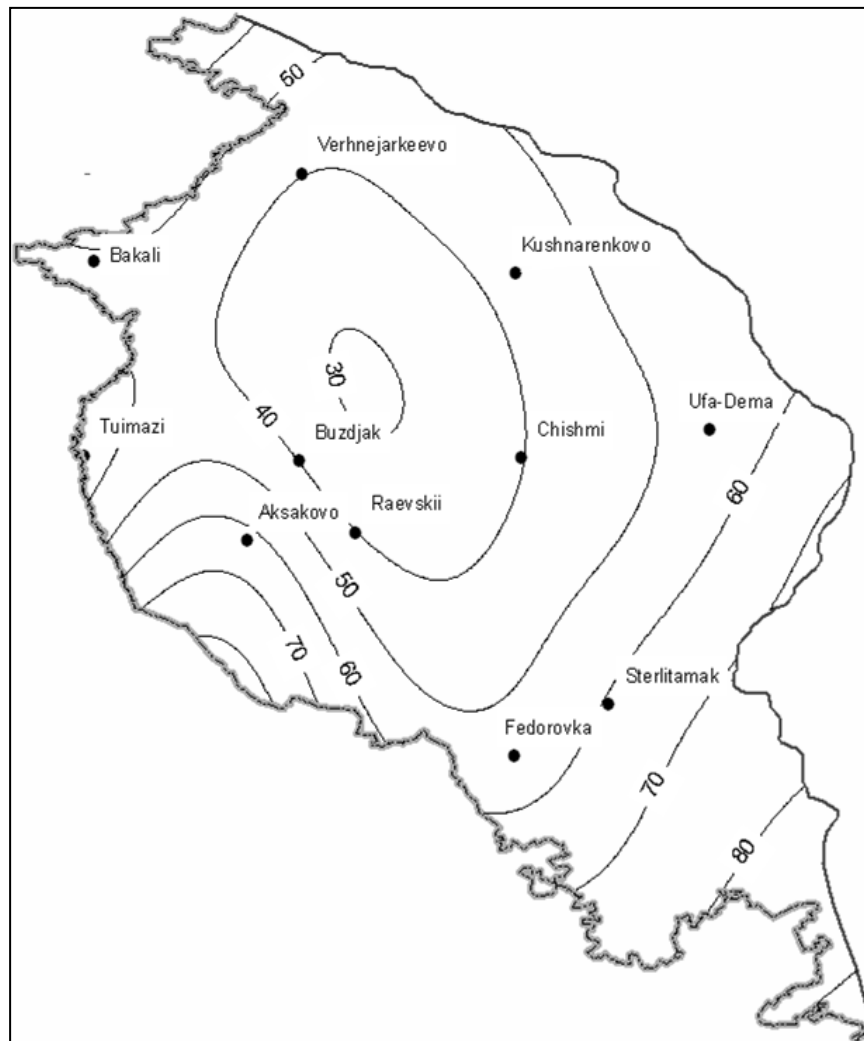 60
Verhnejarkeevo
Kushnarenkovo
Bakali
30
Ufa-Dema
40
Tuimazi
Buzdjak
Chishmi
60
Raevskii
Aksakovo
50
70
60
Sterlitamak
Fedorovka
70
80